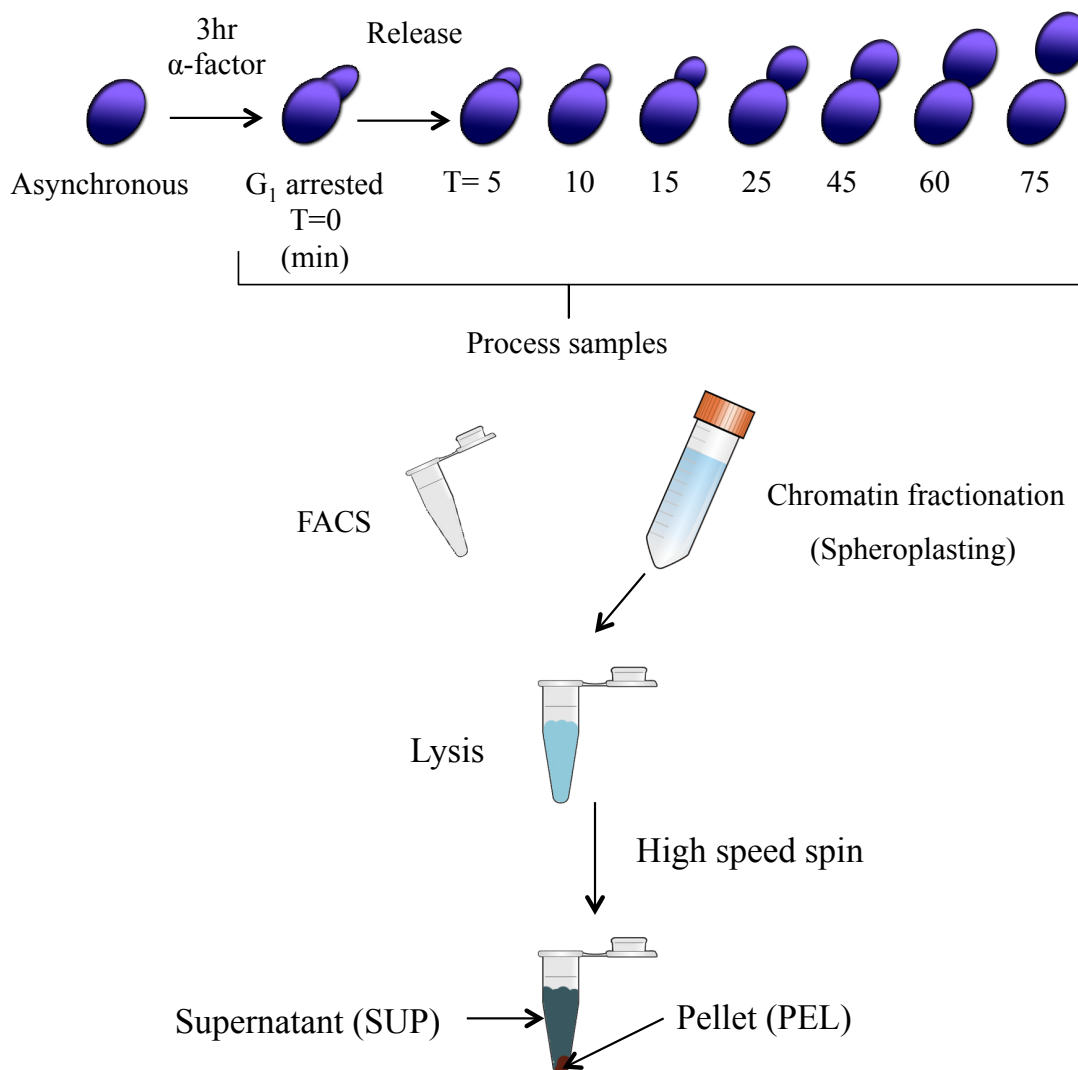 3hr
α-factor
Release
Asynchronous
G₁ arrested
T=0
(min)
T= 5
10
15
25
45
60
75
Process samples
FACS
Chromatin fractionation
(Spheroplasting)
Lysis
High speed spin
Supernatant (SUP)
Pellet (PEL)